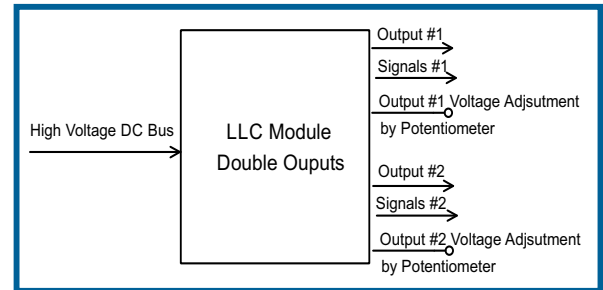 Output #1
Signals #1
Output #1 Voltage Adjsutment
by Potentiometer
High Voltage DC Bus
LLC Module
Double Ouputs
Output #2
Signals #2
Output #2 Voltage Adjsutment
by Potentiometer